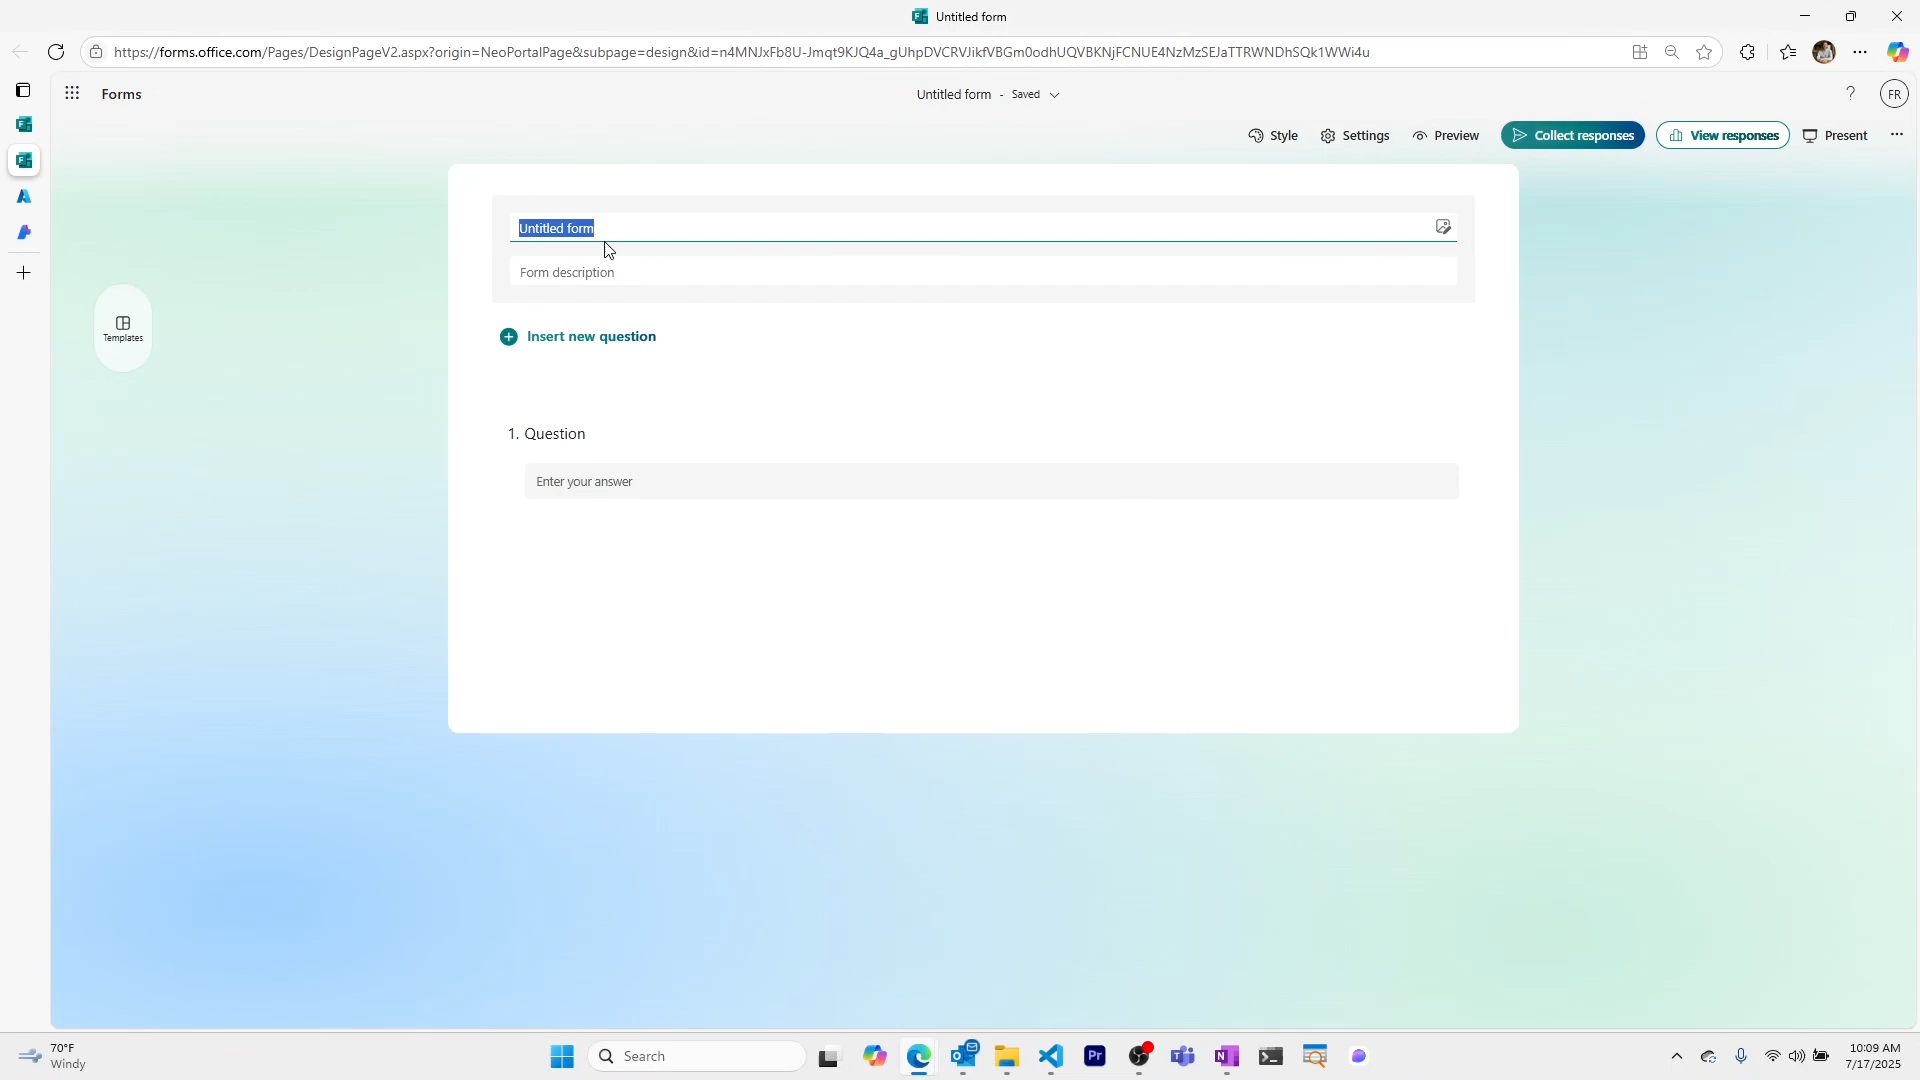 Untitled form
https://forms.office.com/Pages/DesignPageV2.aspx?origin=NeoPortalPage&subpage=design&id=n4MNJxFb8U-Jmqt9KJQ4a_gUhpDVCRVJikfVBGm0odhUQVBKNjFCNUE4NzMzSEJaTTRWNDhSQk1WWi4u
Forms
Untitled form - Saved
? FR
Style Settings Preview Collect responses View responses Present
Untitled form
Form description
Templates
Insert new question
1. Question
Enter your answer
70°F
Windy
Search
Pr
10:09 AM
7/17/2025